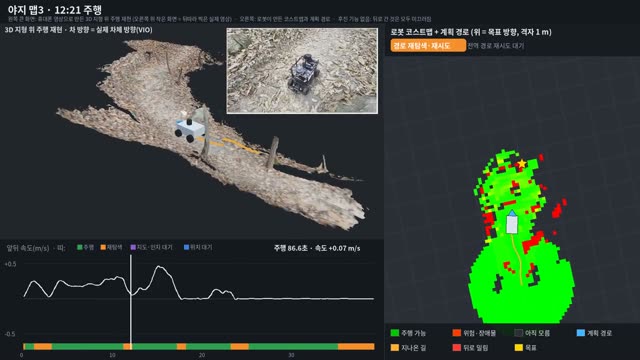 야지 맵3 · 12:21 주행
3D 지형 위 주행 재현 · 차 방향 = 실제 차체 방향(VIO)
로봇 코스트맵 + 계획 경로 (위 = 목표 방향, 격자 1 m)
경로 재탐색·재시도
전역 경로 재시도 대기
앞뒤 속도(m/s) · 띠:
주행
재탐색
지도·인지 대기
위치 대기
주행 86.6초 · 속도 +0.07 m/s
+0.5
-0.5
0
10
20
30
주행 가능
위험·장애물
아직 모름
계획 경로
지나온 길
뒤로 밀림
목표